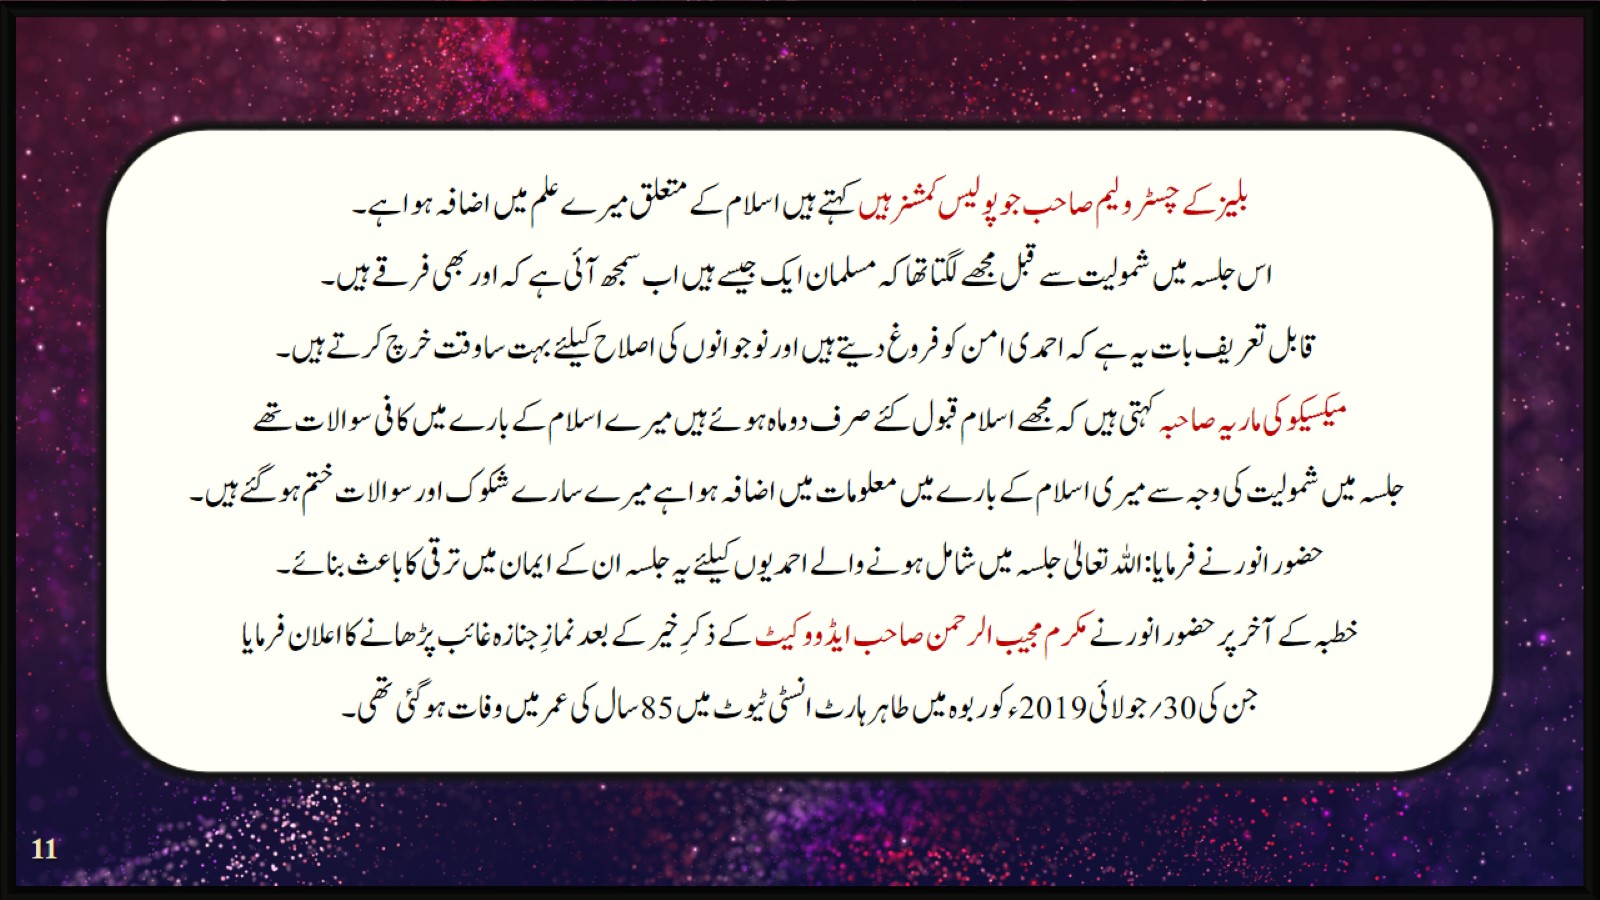 بلیز کے چسٹر ولیم صاحب جو پولیس کمشنر ہیں کہتے ہیں اسلام کے متعلق میرے علم میں اضافہ ہوا ہے۔
اس جلسہ میں شمولیت سے قبل مجھے لگتا تھا کہ مسلمان ایک جیسے ہیں اب سمجھ آئی ہے کہ اور بھی فرقے ہیں۔
قابل تعریف بات یہ ہے کہ احمدی امن کو فروغ دیتے ہیں اور نوجوانوں کی اصلاح کیلئے بہت سا وقت خرچ کرتے ہیں۔
میکسیکو کی ماریہ صاحبہ کہتی ہیں کہ مجھے اسلام قبول کئے صرف دو ماہ ہوئے ہیں میرے اسلام کے بارے میں کافی سوالات تھے
جلسہ میں شمولیت کی وجہ سے میری اسلام کے بارے میں معلومات میں اضافہ ہوا ہے میرے سارے شکوک اور سوالات ختم ہو گئے ہیں۔
حضور انور نے فرمایا: اللہ تعالیٰ جلسہ میں شامل ہونے والے احمدیوں کیلئے یہ جلسہ ان کے ایمان میں ترقی کا باعث بنائے۔
خطبہ کے آخر پر حضور انور نے مکرم مجیب الرحمن صاحب ایڈووکیٹ کے ذکرِ خیر کے بعد نمازِ جنازہ غائب پڑھانے کا اعلان فرمایا
جن کی 30؍جولائی 2019ء کو ربوہ میں طاہر ہارٹ انسٹی ٹیوٹ میں 85 سال کی عمر میں وفات ہو گئی تھی۔
11